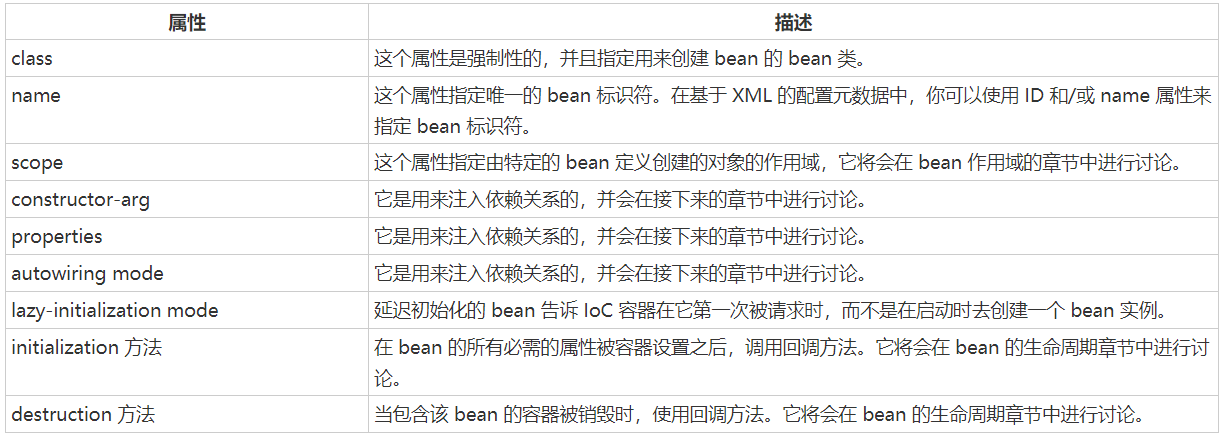 属性 描述
class 这个属性是强制性的，并且指定用来创建 bean 的 bean 类。
name 这个属性指定唯一的 bean 标识符。在基于 XML 的配置元数据中，你可以使用 ID 和/或 name 属性来
指定 bean 标识符。
scope 这个属性指定由特定的 bean 定义创建的对象的作用域，它将会在 bean 作用域的章节中进行讨论。
constructor-arg 它是用来注入依赖关系的，并会在接下来的章节中进行讨论。
properties 它是用来注入依赖关系的，并会在接下来的章节中进行讨论。
autowiring mode 它是用来注入依赖关系的，并会在接下来的章节中进行讨论。
lazy-initialization mode 延迟初始化的 bean 告诉 IoC 容器在它第一次被请求时，而不是在启动时去创建一个 bean 实例。
initialization 方法 在 bean 的所有必需的属性被容器设置之后，调用回调方法。它将会在 bean 的生命周期章节中进行讨
论。
destruction 方法 当包含该 bean 的容器被销毁时，使用回调方法。它将会在 bean 的生命周期章节中进行讨论。